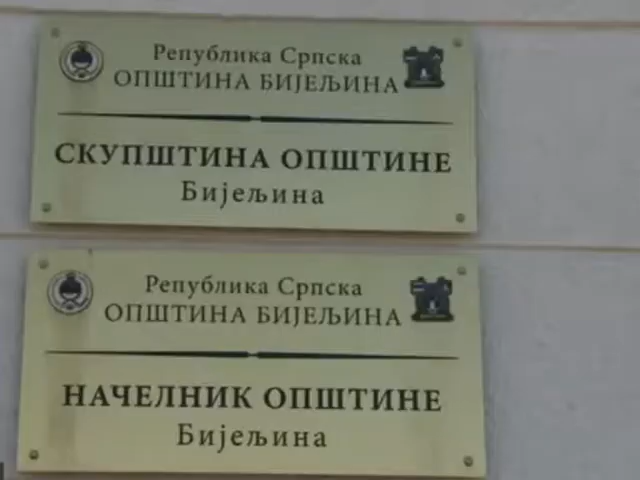 Република Српска
ОПШТИНА БИЈЕЉИНА
СКУПШТИНА ОПШТИНЕ
Бијељина
Република Српска
ОПШТИНА БИЈЕЉИНА
НАЧЕЛНИК ОПШТИНЕ
Бијељина